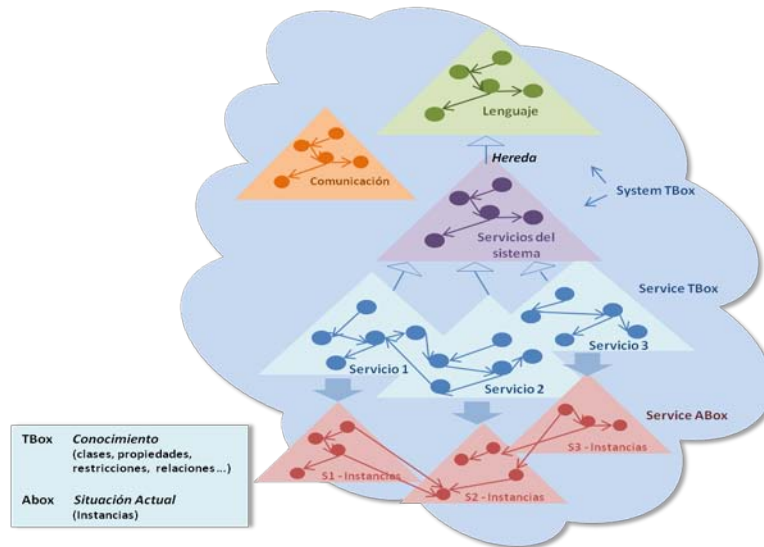 Lenguaje
Hereda
Comunicación
System TBox
Servicios del
sistema
Service TBox
Servicio 1
Servicio 2
Servicio 3
Service ABox
S1 - Instancias
S2 - Instancias
S3 - Instancias
TBox Conocimiento
(clases, propiedades,
restricciones, relaciones ...)
Abox Situación Actual
(Instancias)